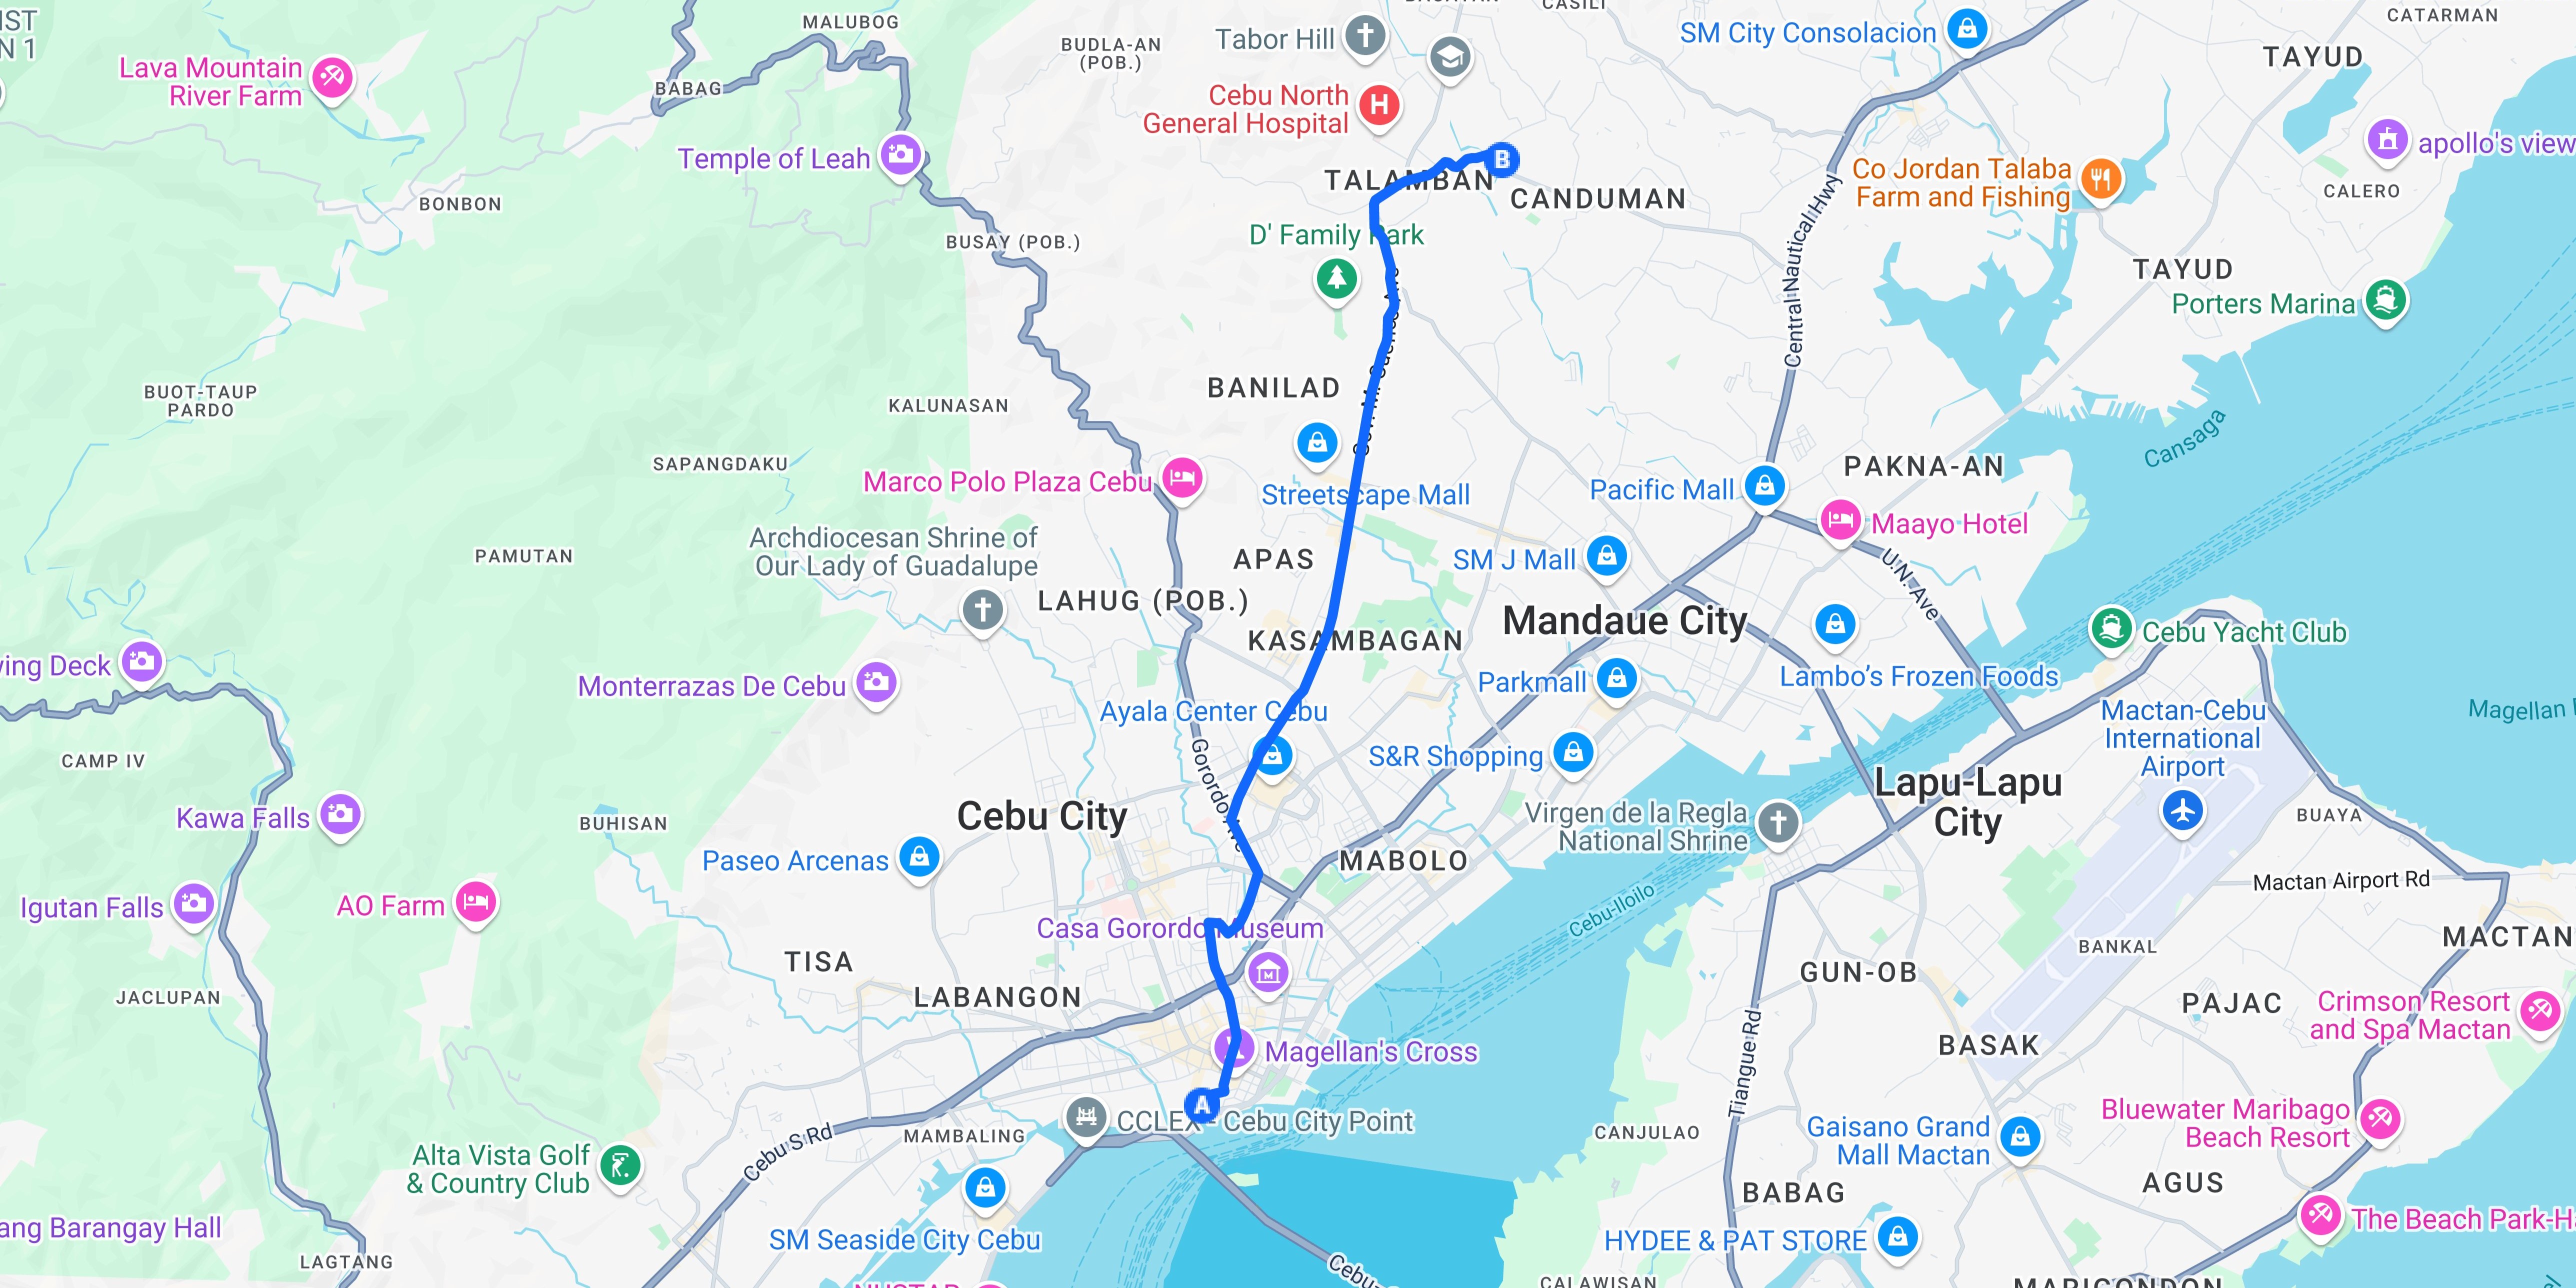 IST
N 1
Lava Mountain
River Farm
MALUBOG
BABAG
BUDLA-AN
(POB.)
Tabor Hill
CASILI
SM City Consolacion
CATARMAN
TAYUD
Cebu North
General Hospital
H
Temple of Leah
B
TALAMBAN
CANDUMAN
Co Jordan Talaba
Farm and Fishing
apollo's view
CALERO
BONBON
BUSAY (POB.)
D' Family Park
Central Nautical Hwy
TAYUD
Porters Marina
BUOT-TAUP
PARDO
KALUNASAN
BANILAD
Cansaga
SAPANGDAKU
Marco Polo Plaza Cebu
Streetscape Mall
Pacific Mall
PAKNA-AN
Maayo Hotel
PAMUTAN
Archdiocesan Shrine of
Our Lady of Guadalupe
APAS
SM J Mall
U.N. Ave
LAHUG (POB.)
KASAMBAGAN
Mandaue City
Cebu Yacht Club
ving Deck
Monterrazas De Cebu
Parkmall
Lambo's Frozen Foods
Ayala Center Cebu
Mactan-Cebu
International
Airport
Magellan
CAMP IV
Gorordo Ave
S&R Shopping
Lapu-Lapu
City
Kawa Falls
BUHISAN
Cebu City
Virgen de la Regla
National Shrine
BUAYA
Paseo Arcenas
MABOLO
Mactan Airport Rd
Igutan Falls
AO Farm
Cebu-Iloilo
Casa Gorordo Museum
M
MACTAN
BANKAL
TISA
GUN-OB
JACLUPAN
LABANGON
PAJAC
Crimson Resort
and Spa Mactan
Magellan's Cross
BASAK
Tiangue Rd
A
CCLEX - Cebu City Point
Cebu S Rd
MAMBALING
CANJULAO
Gaisano Grand
Mall Mactan
Bluewater Maribago
Beach Resort
Alta Vista Golf
& Country Club
BABAG
AGUS
ang Barangay Hall
SM Seaside City Cebu
HYDEE & PAT STORE
The Beach Park-H
LAGTANG
Cebu-
NUSTAR
CALAWISAN
MARIGONDON